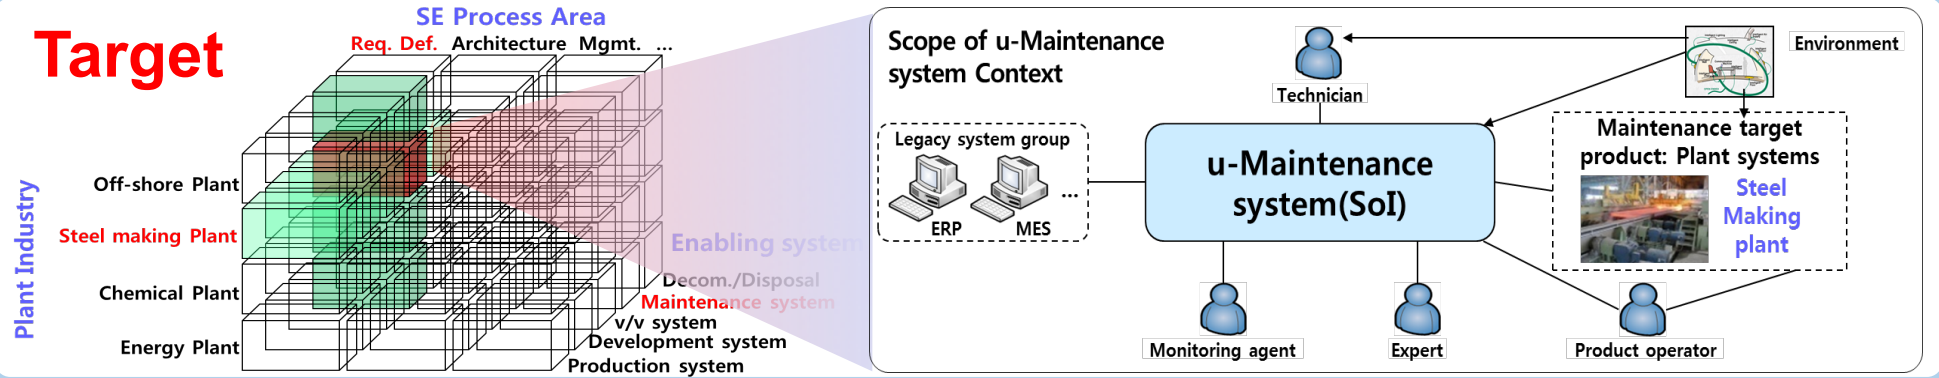 Target
SE Process Area
Req. Def. Architecture Mgmt. ...
Plant Industry
Off-shore Plant
Steel making Plant
Chemical Plant
Energy Plant
Enabling system
Decom./Disposal
Maintenance system
v/v system
Development system
Production system
Scope of u-Maintenance
system Context
Technician
Environment
Legacy system group
ERP
MES
...
u-Maintenance
system(SoI)
Maintenance target
product: Plant systems
Steel
Making
plant
Monitoring agent
Expert
Product operator